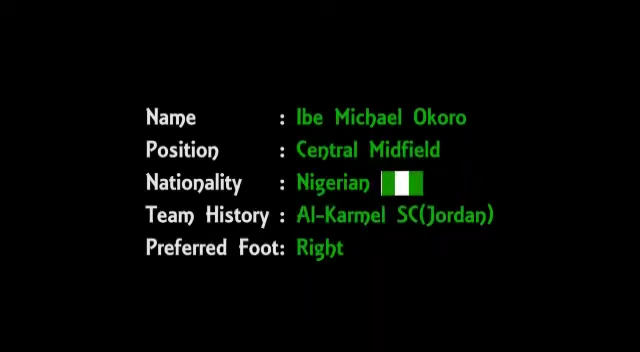 Name : Ibe Michael Okoro
Position : Central Midfield
Nationality : Nigerian
Team History : Al-Karmel SC(Jordan)
Preferred Foot: Right